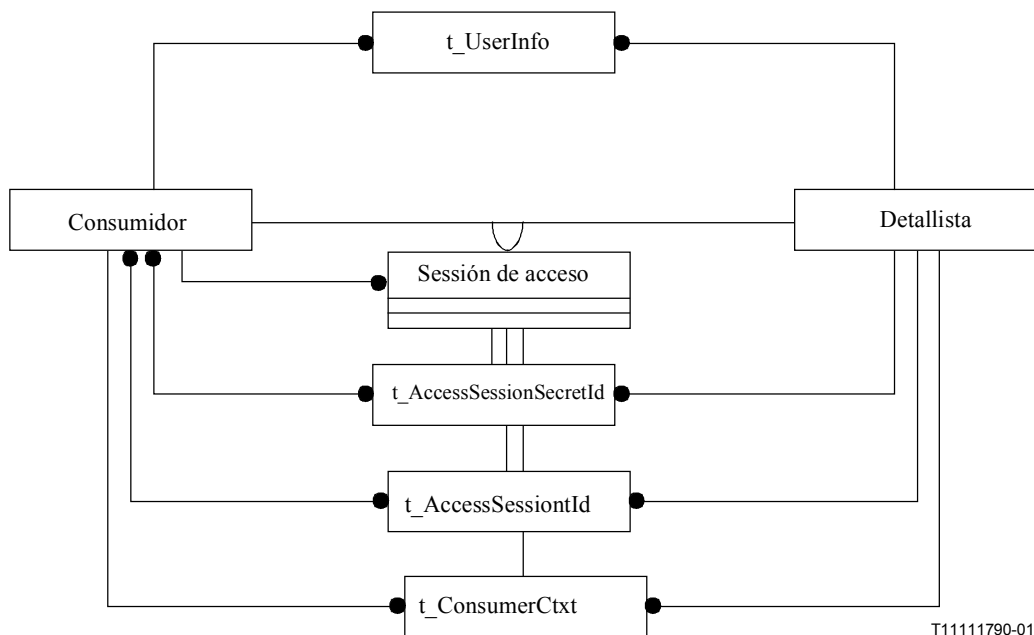 t_UserInfo
Consumidor
Detallista
Sessión de acceso
t_AccessSessionSecretId
t_AccessSessiontId
t_ConsumerCtxt
T11111790-01